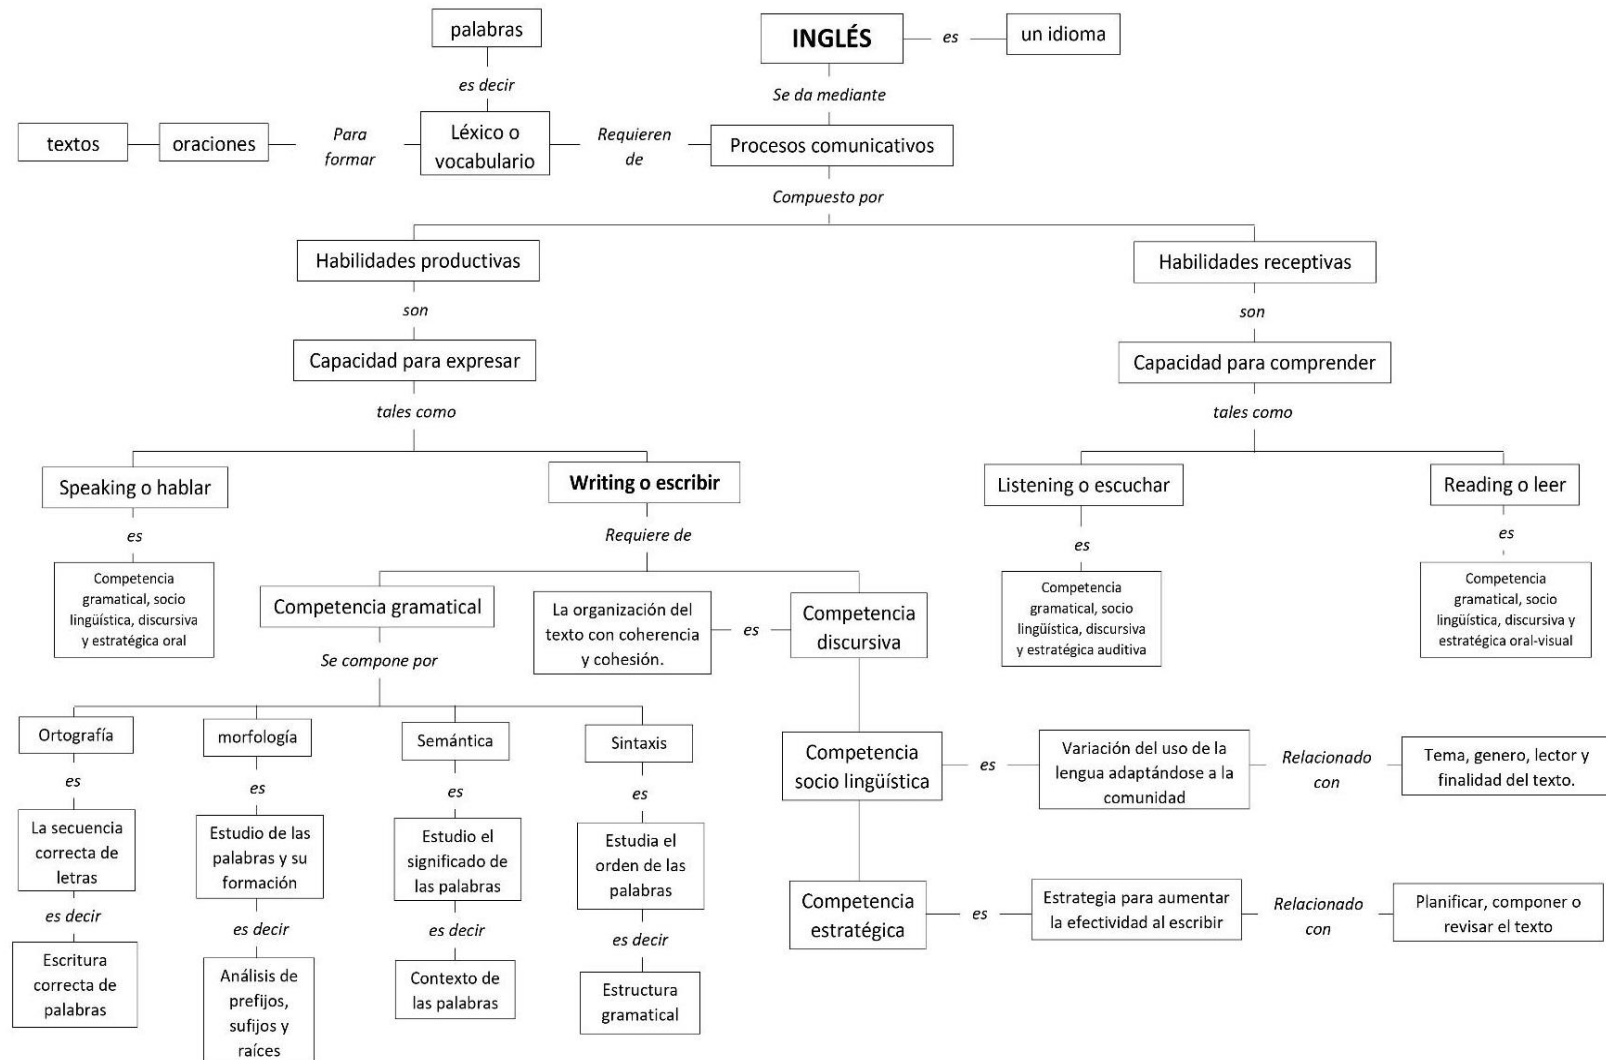 palabras
INGLÉS
es
un idioma
es decir
Se da mediante
textos
oraciones
Para
formar
Léxico o
vocabulario
Requieren
de
Procesos comunicativos
Compuesto por
Habilidades productivas
Habilidades receptivas
son
son
Capacidad para expresar
Capacidad para comprender
tales como
tales como
Speaking o hablar
Writing o escribir
Listening o escuchar
Reading o leer
es
Requiere de
es
es
Competencia
gramatical, socio
lingüística, discursiva
y estratégica oral
Competencia gramatical
La organización del
texto con coherencia
y cohesión.
es
Competencia
discursiva
Competencia
gramatical, socio
lingüística, discursiva
y estratégica auditiva
Competencia
gramatical, socio
lingüística, discursiva y
estratégica oral-visual
Se compone por
Ortografía
morfología
Semántica
Sintaxis
es
es
es
es
La secuencia
correcta de
letras
Estudio de las
palabras y su
formación
Estudio el
significado de
las palabras
Estudia el
orden de las
palabras
es decir
es decir
es decir
es decir
Escritura
correcta de
palabras
Análisis de
prefijos,
sufijos y
raíces
Contexto de
las palabras
Estructura
gramatical
Competencia
socio lingüística
es
Variación del uso de la
lengua adaptándose a la
comunidad
Relacionado
con
Tema, genero, lector y
finalidad del texto.
Competencia
estratégica
es
Estrategia para aumentar
la efectividad al escribir
Relacionado
con
Planificar, componer o
revisar el texto